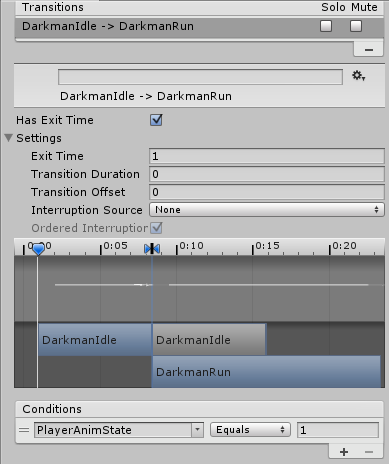 Transitions Solo Mute
DarkmanIdle -> DarkmanRun
DarkmanIdle -> DarkmanRun
Has Exit Time
Settings
Exit Time 1
Transition Duration 0
Transition Offset 0
Interruption Source None
Ordered Interruption
0:00 0:05 0:10 0:15 0:20
DarkmanIdle DarkmanIdle
DarkmanRun
Conditions
PlayerAnimState Equals 1